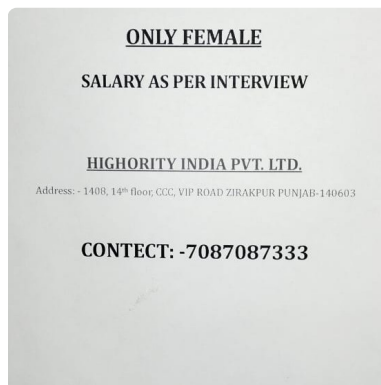 ONLY FEMALE
SALARY AS PER INTERVIEW
HIGHORITY INDIA PVT. LTD.
Address: - 1408, 14th floor, CCC, VIP ROAD ZIRAKPUR PUNJAB-140603
CONTECT: -7087087333